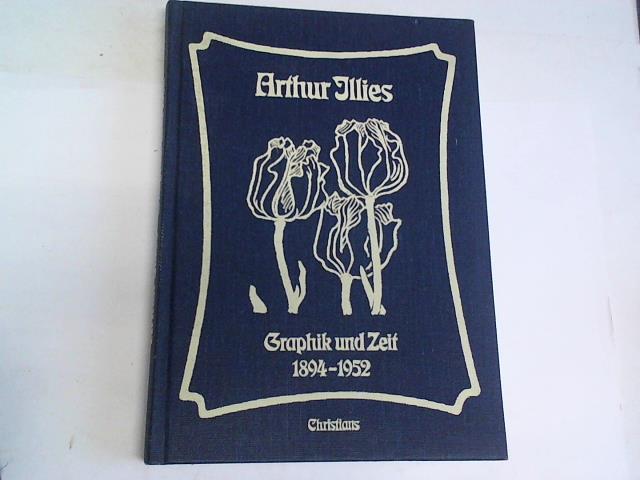 Arthur Illies
Graphik und Zeit
1894-1952
Christians